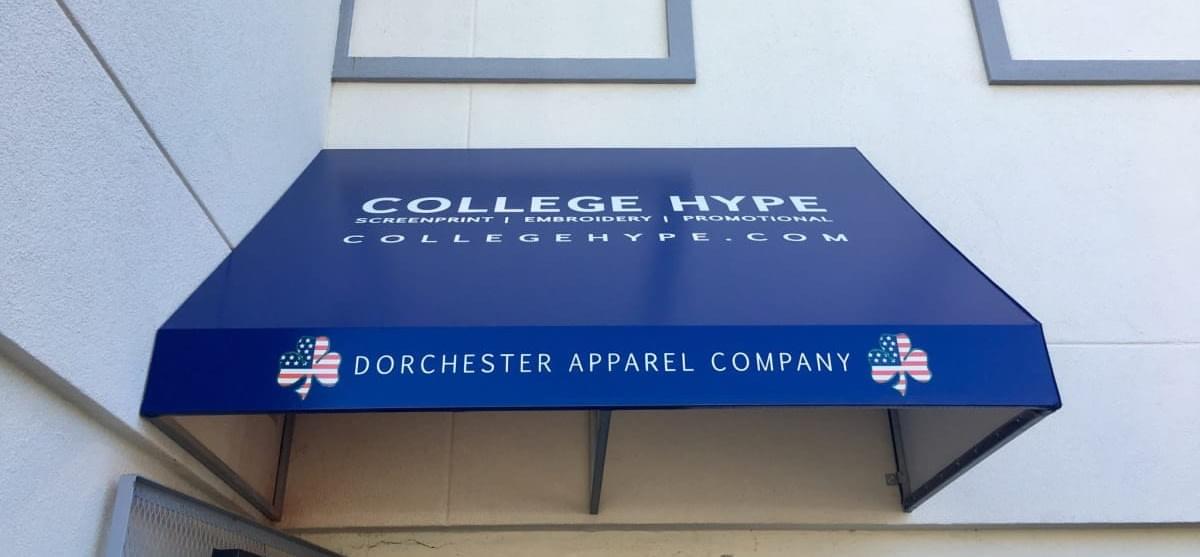 COLLEGE HYPE
SCREENPRINT | EMBROIDERY | PROMOTIONAL
COLLEGEHYPE.COM
DORCHESTER APPAREL COMPANY